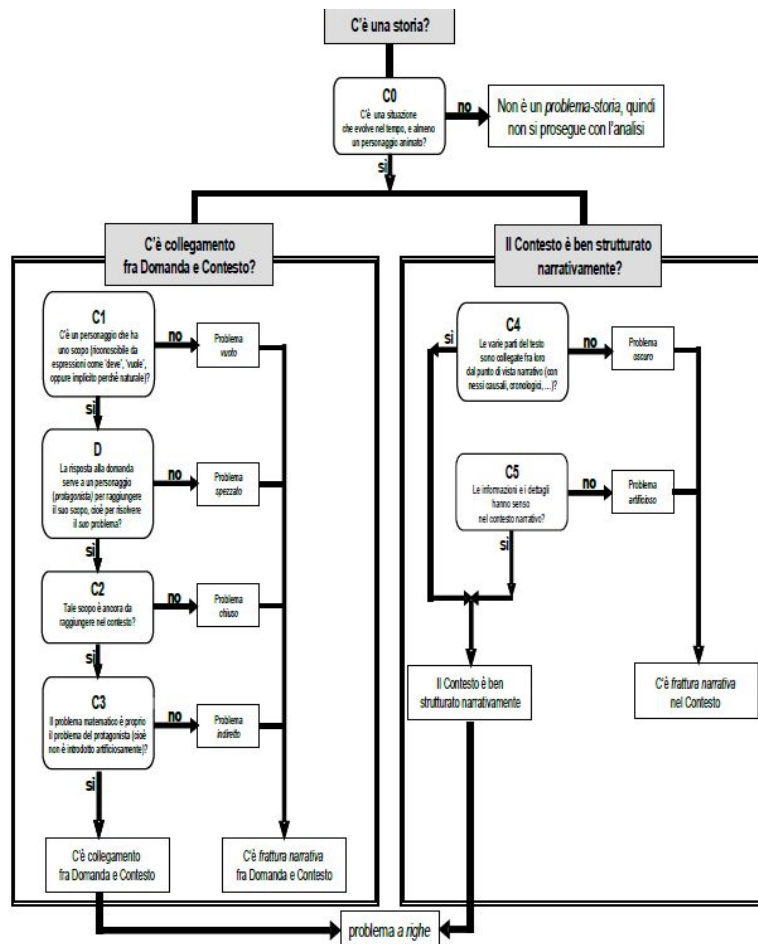 C'è una storia?
C0
C'è una situazione
che evolve nel tempo, e almeno
un personaggio animato?
no
Non è un problema-storia, quindi
non si prosegue con l'analisi
sì
C'è collegamento
fra Domanda e Contesto?
C1
C'è un personaggio che ha
uno scopo (riconoscibile da
espressioni come 'deve', 'vuole',
oppure implicito perché naturale)?
no
Problema
vuoto
sì
D
La risposta alla domanda
serve a un personaggio
(protagonista) per raggiungere
il suo scopo, cioè per risolvere
il suo problema?
no
Problema
spezzato
sì
C2
Tale scopo è ancora da
raggiungere nel contesto?
no
Problema
chiuso
sì
C3
Il problema matematico è proprio
il problema del protagonista (cioè
non è introdotto artificiosamente)?
no
Problema
indiretto
sì
C'è collegamento
fra Domanda e Contesto
C'è frattura narrativa
fra Domanda e Contesto
Il Contesto è ben strutturato
narrativamente?
C4
Le varie parti del testo
sono collegate fra loro
dal punto di vista narrativo (con
nessi causali, cronologici, ...)?
sì
no
Problema
oscuro
C5
Le informazioni e i dettagli
hanno senso
nel contesto narrativo?
no
Problema
artificioso
sì
Il Contesto è ben
strutturato narrativamente
C'è frattura narrativa
nel Contesto
problema a righe